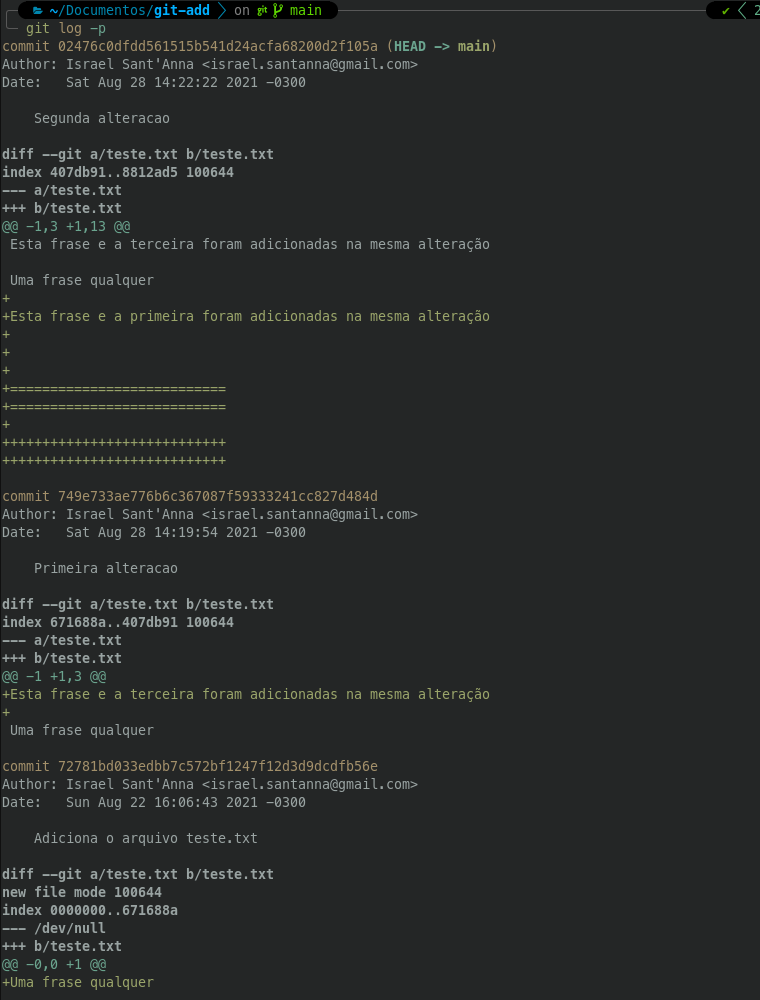 ~/Documentos/git-add on git main ✔ 2
git log -p
commit 02476c0dfdd561515b541d24acfa68200d2f105a (HEAD -> main)
Author: Israel Sant'Anna <israel.santanna@gmail.com>
Date:   Sat Aug 28 14:22:22 2021 -0300
    Segunda alteracao
diff --git a/teste.txt b/teste.txt
index 407db91..8812ad5 100644
--- a/teste.txt
+++ b/teste.txt
@@ -1,3 +1,13 @@
 Esta frase e a terceira foram adicionadas na mesma alteração
 Uma frase qualquer
+
+Esta frase e a primeira foram adicionadas na mesma alteração
+
+
+
+===========================
+===========================
+
++++++++++++++++++++++++++++
++++++++++++++++++++++++++++
commit 749e733ae776b6c367087f59333241cc827d484d
Author: Israel Sant'Anna <israel.santanna@gmail.com>
Date:   Sat Aug 28 14:19:54 2021 -0300
    Primeira alteracao
diff --git a/teste.txt b/teste.txt
index 671688a..407db91 100644
--- a/teste.txt
+++ b/teste.txt
@@ -1 +1,3 @@
+Esta frase e a terceira foram adicionadas na mesma alteração
+
 Uma frase qualquer
commit 72781bd033edbb7c572bf1247f12d3d9dcdfb56e
Author: Israel Sant'Anna <israel.santanna@gmail.com>
Date:   Sun Aug 22 16:06:43 2021 -0300
    Adiciona o arquivo teste.txt
diff --git a/teste.txt b/teste.txt
new file mode 100644
index 0000000..671688a
--- /dev/null
+++ b/teste.txt
@@ -0,0 +1 @@
+Uma frase qualquer